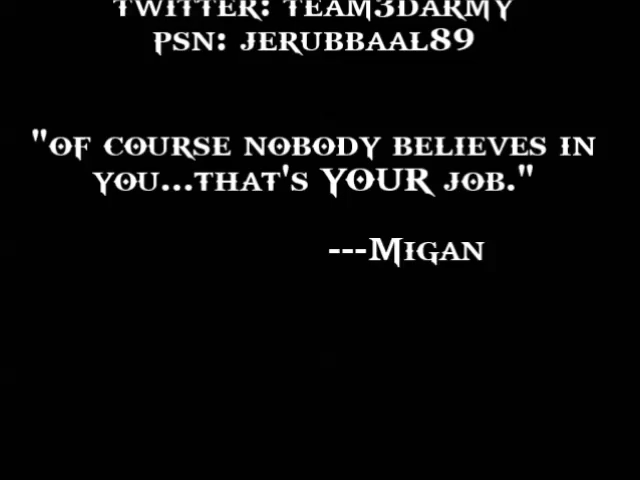 TWITTER: TEAM3DARMY
PSN: JERUBBAAL89
"OF COURSE NOBODY BELIEVES IN
YOU...THAT'S YOUR JOB."
---MIGAN